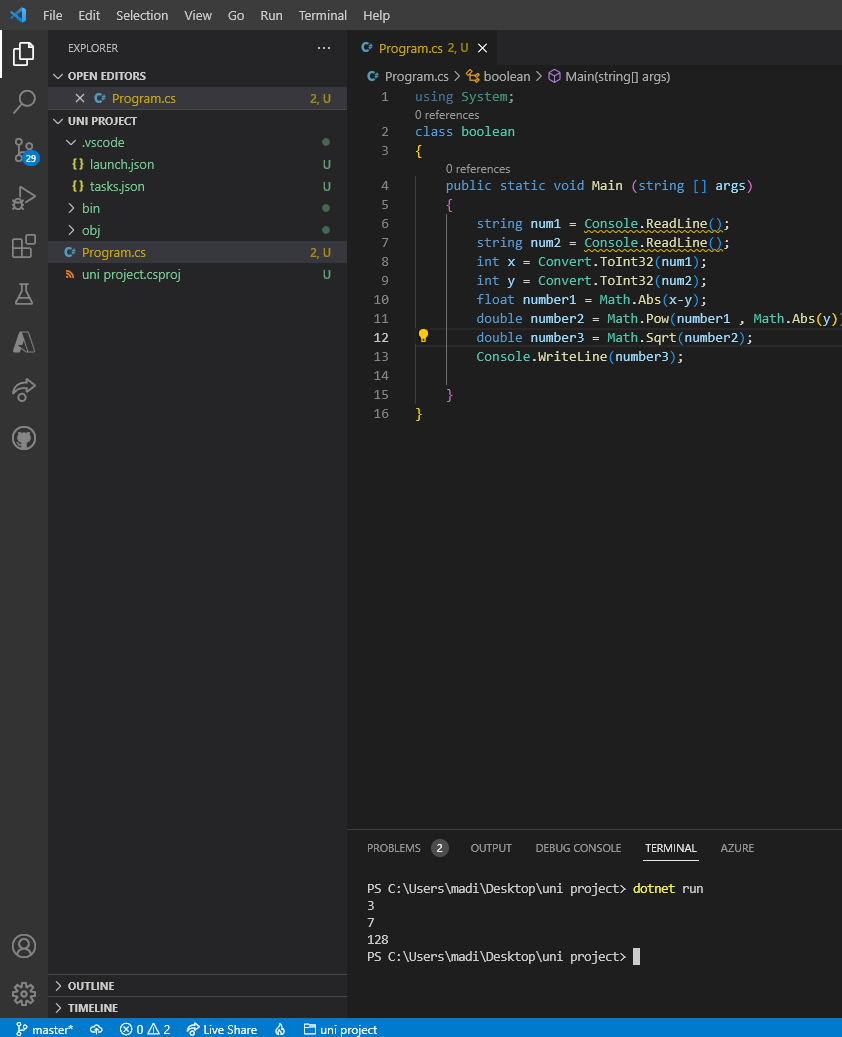 File Edit Selection View Go Run Terminal Help
EXPLORER ...
OPEN EDITORS
Program.cs 2, U
UNI PROJECT
.vscode
{} launch.json U
{} tasks.json U
bin
obj
C# Program.cs 2, U
uni project.csproj U
29
OUTLINE
TIMELINE
C# Program.cs 2, U
C# Program.cs > boolean > Main(string[] args)
1 using System;
0 references
2 class boolean
3 {
0 references
4 public static void Main (string [] args)
5 {
6 string num1 = Console.ReadLine();
7 string num2 = Console.ReadLine();
8 int x = Convert.ToInt32(num1);
9 int y = Convert.ToInt32(num2);
10 float number1 = Math.Abs(x-y);
11 double number2 = Math.Pow(number1 , Math.Abs(y))
12 double number3 = Math.Sqrt(number2);
13 Console.WriteLine(number3);
14
15 }
16 }
PROBLEMS 2 OUTPUT DEBUG CONSOLE TERMINAL AZURE
PS C:\Users\madi\Desktop\uni project> dotnet run
3
7
128
PS C:\Users\madi\Desktop\uni project>
master* 0 2 Live Share uni project